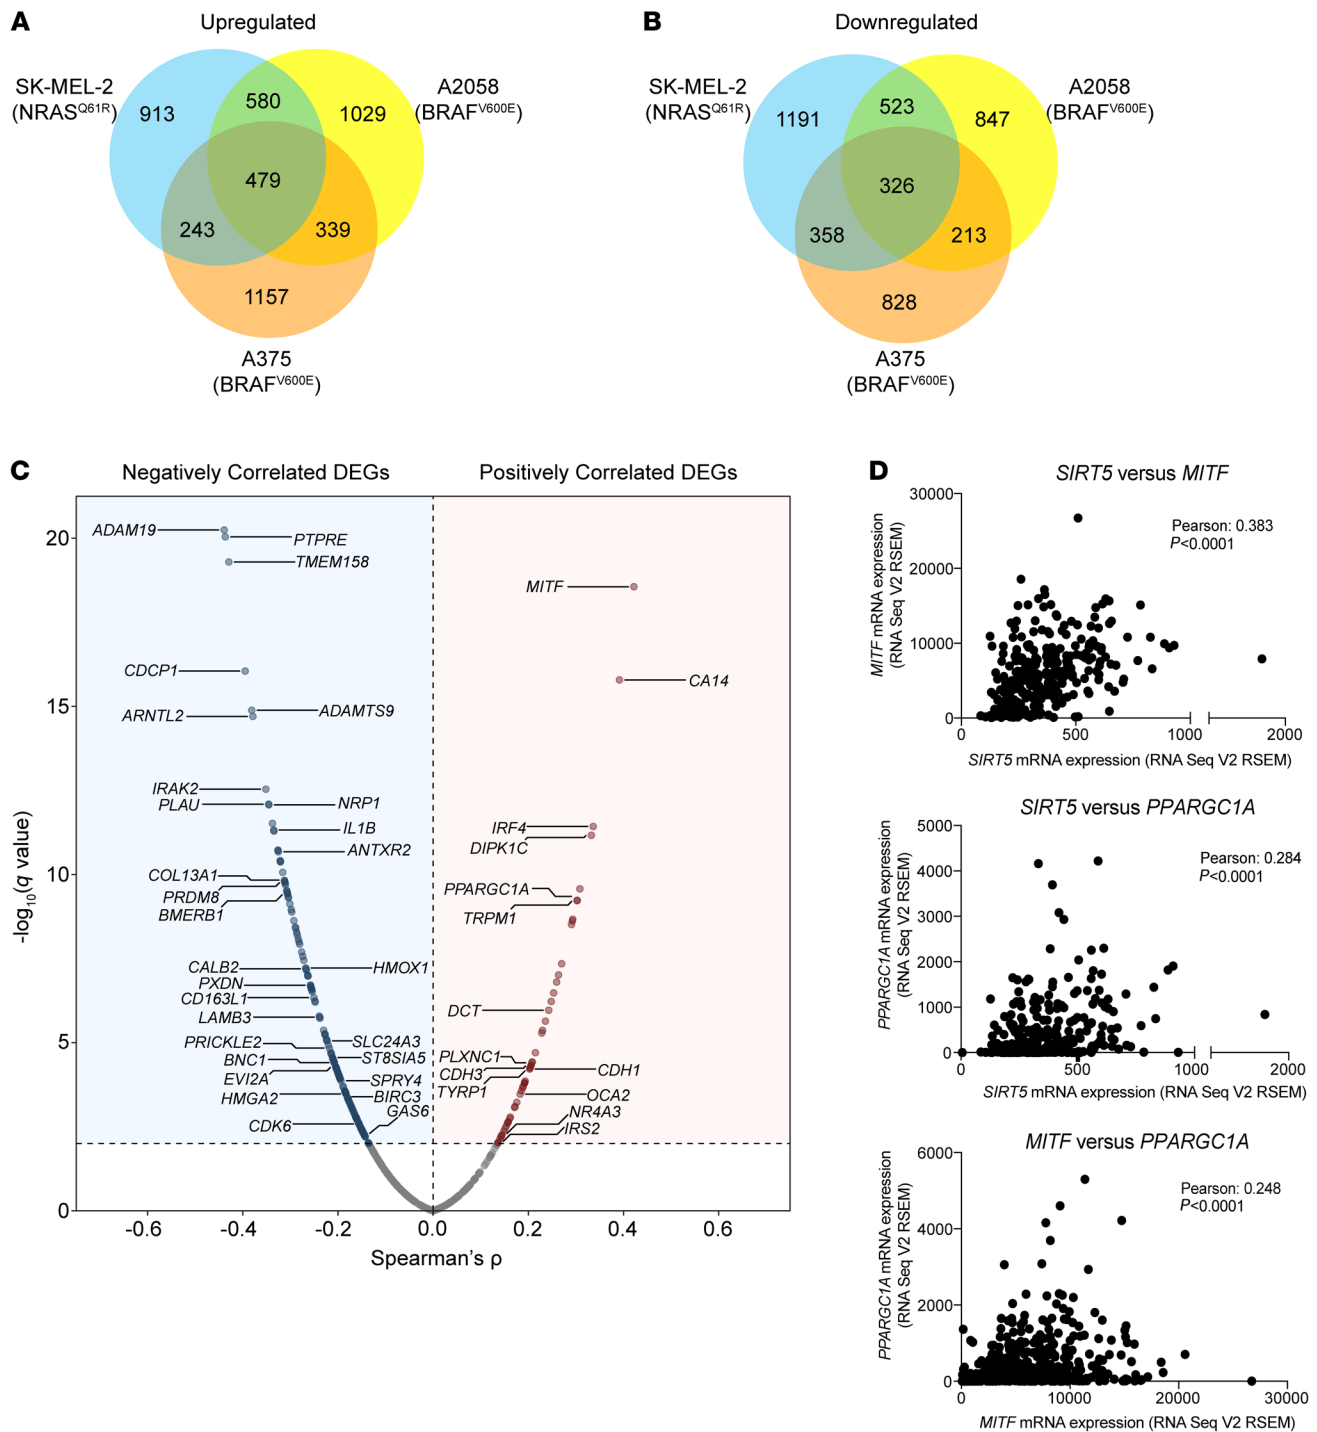 A
Upregulated
SK-MEL-2
(NRASQ61R)
A2058
(BRAFV600E)
913
580
1029
479
243
339
1157
A375
(BRAFV600E)
B
Downregulated
SK-MEL-2
(NRASQ61R)
A2058
(BRAFV600E)
1191
523
847
326
358
213
828
A375
(BRAFV600E)
C
Negatively Correlated DEGs
Positively Correlated DEGs
-log10(q value)
20
15
10
5
0
ADAM19
PTPRE
TMEM158
CDCP1
ADAMTS9
ARNTL2
IRAK2
PLAU
NRP1
IL1B
ANTXR2
COL13A1
PRDM8
BMERB1
CALB2
HMOX1
PXDN
CD163L1
LAMB3
PRICKLE2
SLC24A3
BNC1
ST8SIA5
EVI2A
SPRY4
HMGA2
BIRC3
GAS6
CDK6
MITF
CA14
IRF4
DIPK1C
PPARGC1A
TRPM1
DCT
PLXNC1
CDH3
CDH1
TYRP1
OCA2
NR4A3
IRS2
-0.6
-0.4
-0.2
0.0
0.2
0.4
0.6
Spearman's ρ
D
SIRT5 versus MITF
Pearson: 0.383
P<0.0001
MITF mRNA expression
(RNA Seq V2 RSEM)
30000
20000
10000
0
0
500
1000
2000
SIRT5 mRNA expression (RNA Seq V2 RSEM)
SIRT5 versus PPARGC1A
Pearson: 0.284
P<0.0001
PPARGC1A mRNA expression
(RNA Seq V2 RSEM)
5000
4000
3000
2000
1000
0
0
500
1000
2000
SIRT5 mRNA expression (RNA Seq V2 RSEM)
MITF versus PPARGC1A
Pearson: 0.248
P<0.0001
PPARGC1A mRNA expression
(RNA Seq V2 RSEM)
6000
4000
2000
0
0
10000
20000
30000
MITF mRNA expression (RNA Seq V2 RSEM)